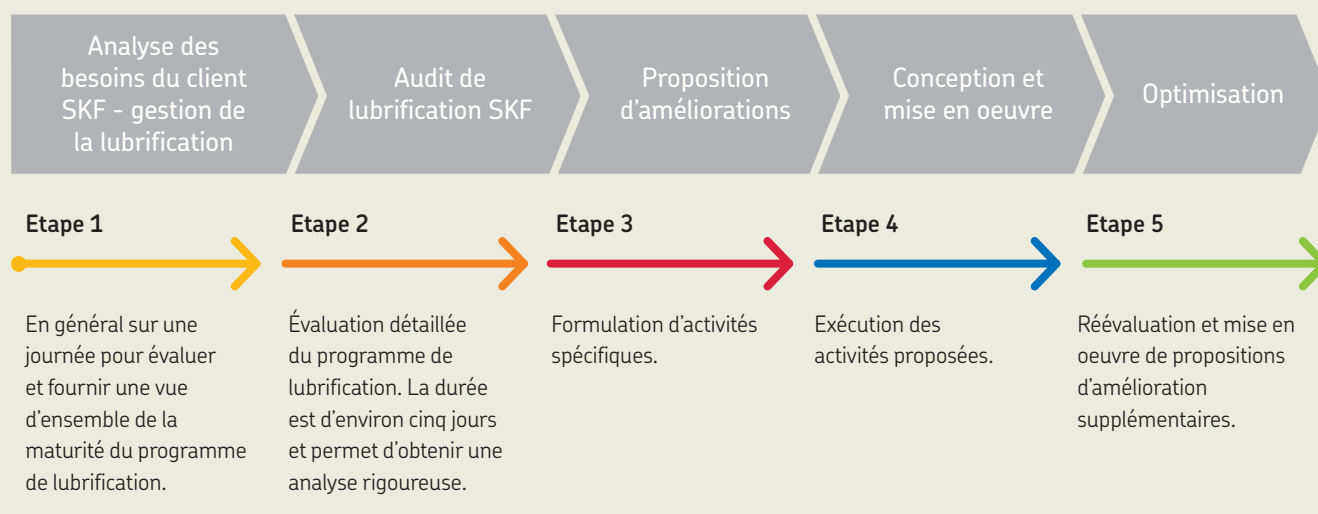 Analyse des
besoins du client
SKF - gestion de
la lubrification
Audit de
lubrification SKF
Proposition
d'améliorations
Conception et
mise en oeuvre
Optimisation
Etape 1
En général sur une
journée pour évaluer
et fournir une vue
d'ensemble de la
maturité du programme
de lubrification.
Etape 2
Évaluation détaillée
du programme de
lubrification. La durée
est d'environ cinq jours
et permet d'obtenir une
analyse rigoureuse.
Etape 3
Formulation d'activités
spécifiques.
Etape 4
Exécution des
activités proposées.
Etape 5
Réévaluation et mise en
oeuvre de propositions
d'amélioration
supplémentaires.